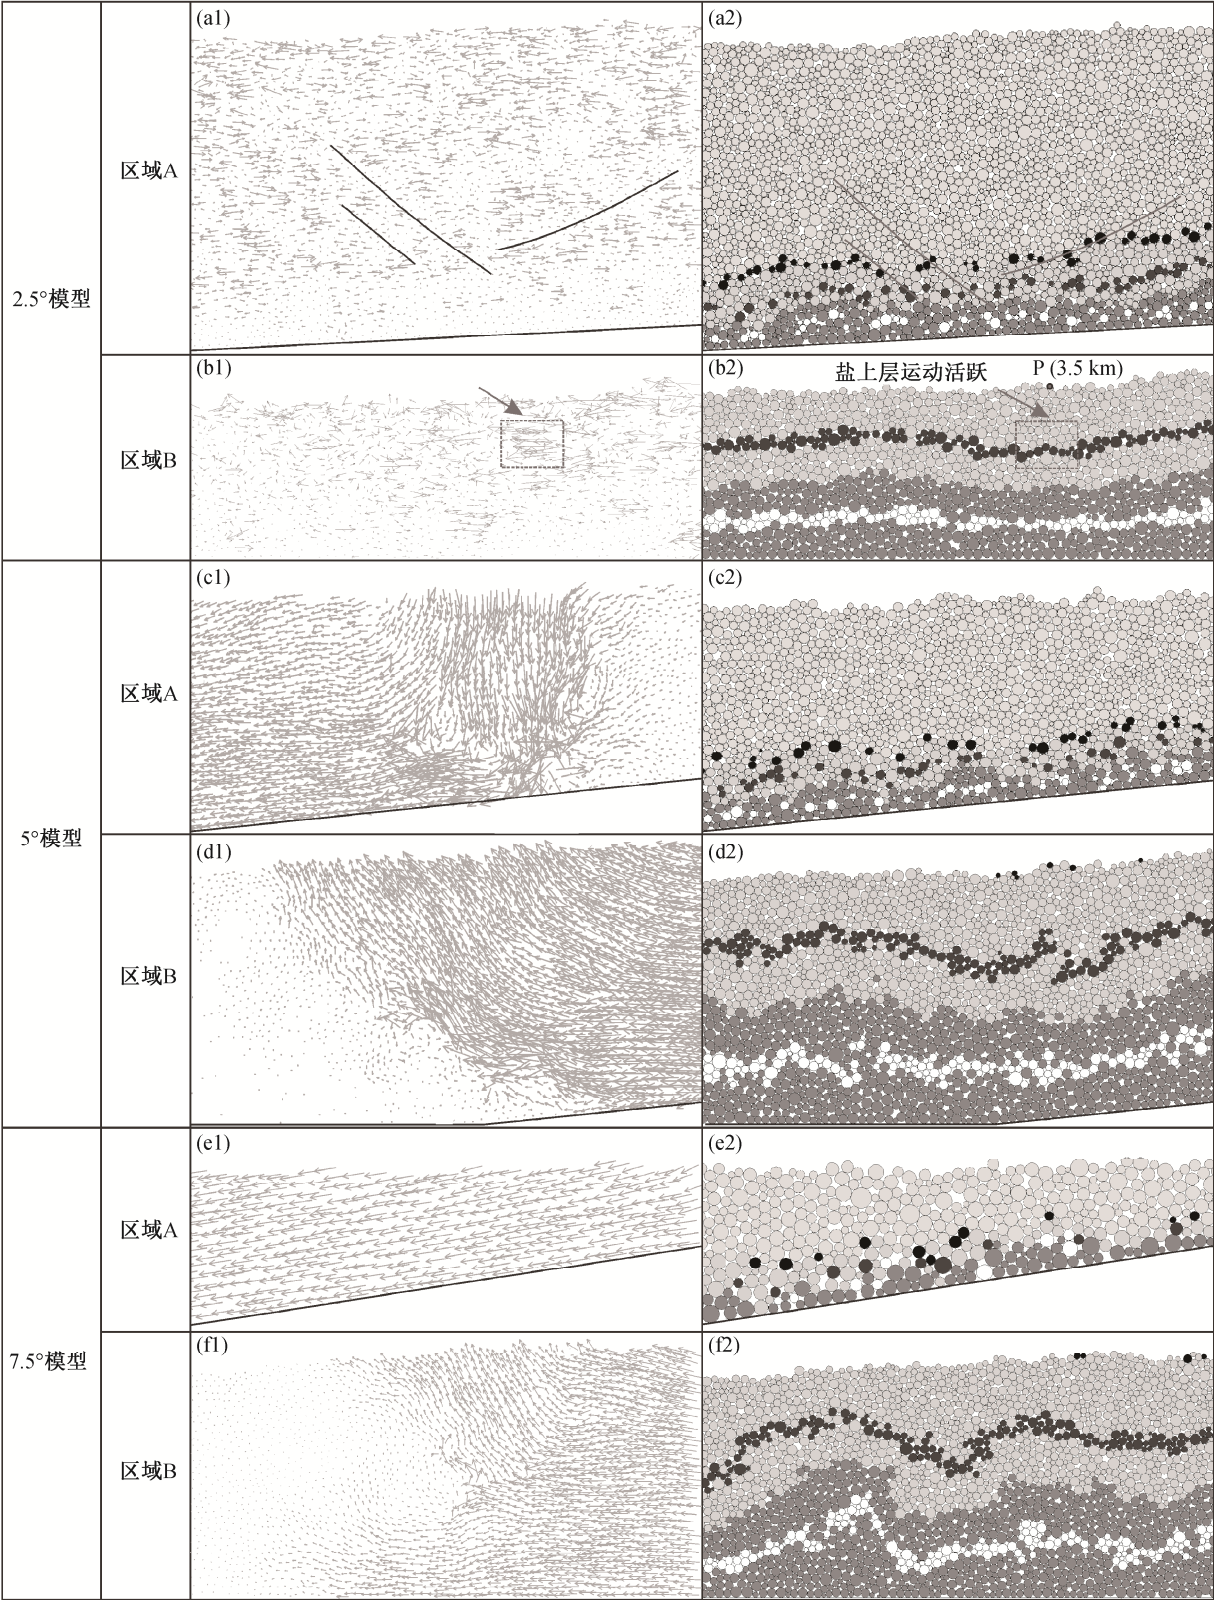 (a1)
(a2)
区域A
2.5°模型
(b1)
(b2)
盐上层运动活跃
P (3.5 km)
区域B
(c1)
(c2)
区域A
5°模型
(d1)
(d2)
区域B
(e1)
(e2)
区域A
7.5°模型
(f1)
(f2)
区域B